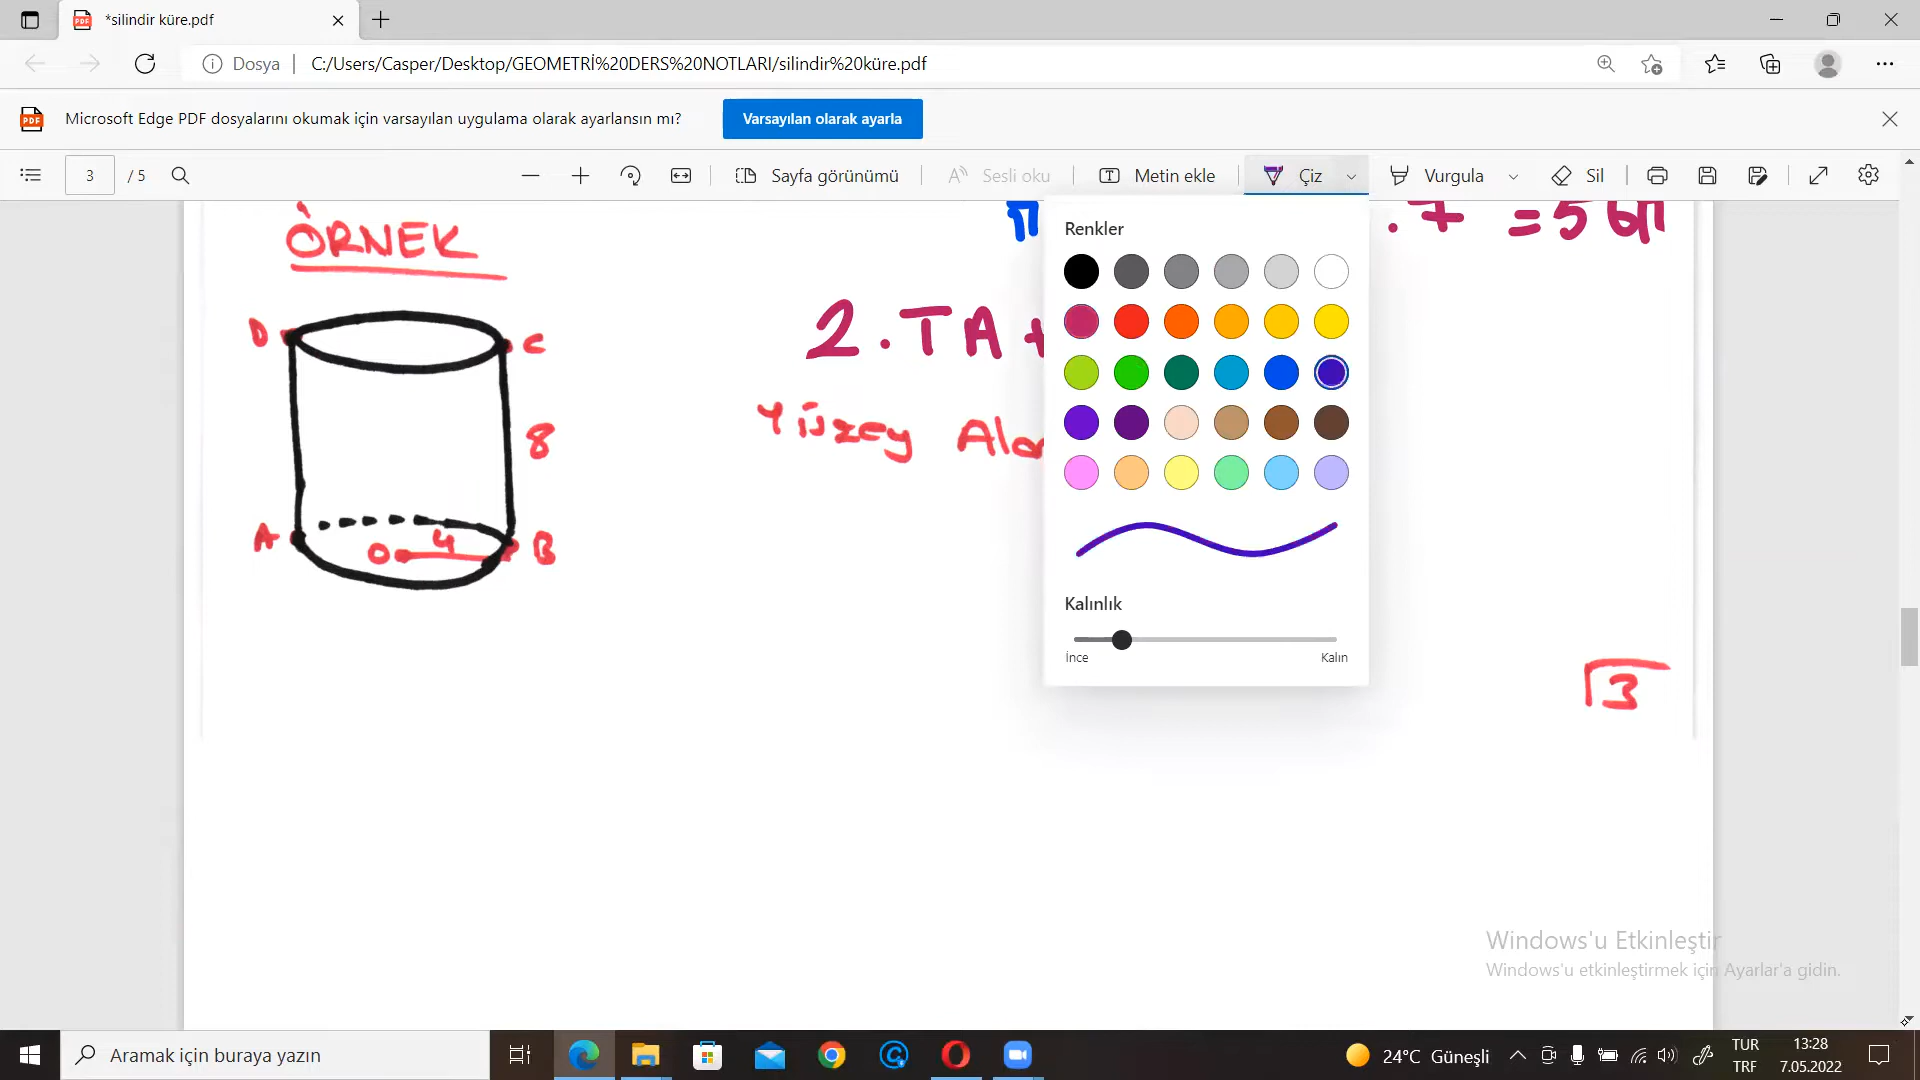 *silindir küre.pdf
Dosya | C:/Users/Casper/Desktop/GEOMETRİ%20DERS%20NOTLARI/silindir%20küre.pdf
Microsoft Edge PDF dosyalarını okumak için varsayılan uygulama olarak ayarlansın mı? Varsayılan olarak ayarla
3 / 5 Sayfa görünümü Sesli oku Metin ekle Çiz Vurgula Sil
ÖRNEK
. 7 = 56π
D C
8
A O 4 B
2.TA +
Yüzey
Renkler
Kalınlık
İnce Kalın
√3
Windows'u Etkinleştir
Windows'u etkinleştirmek için Ayarlar'a gidin.
Aramak için buraya yazın
24°C Güneşli
TUR
TRF
13:28
7.05.2022